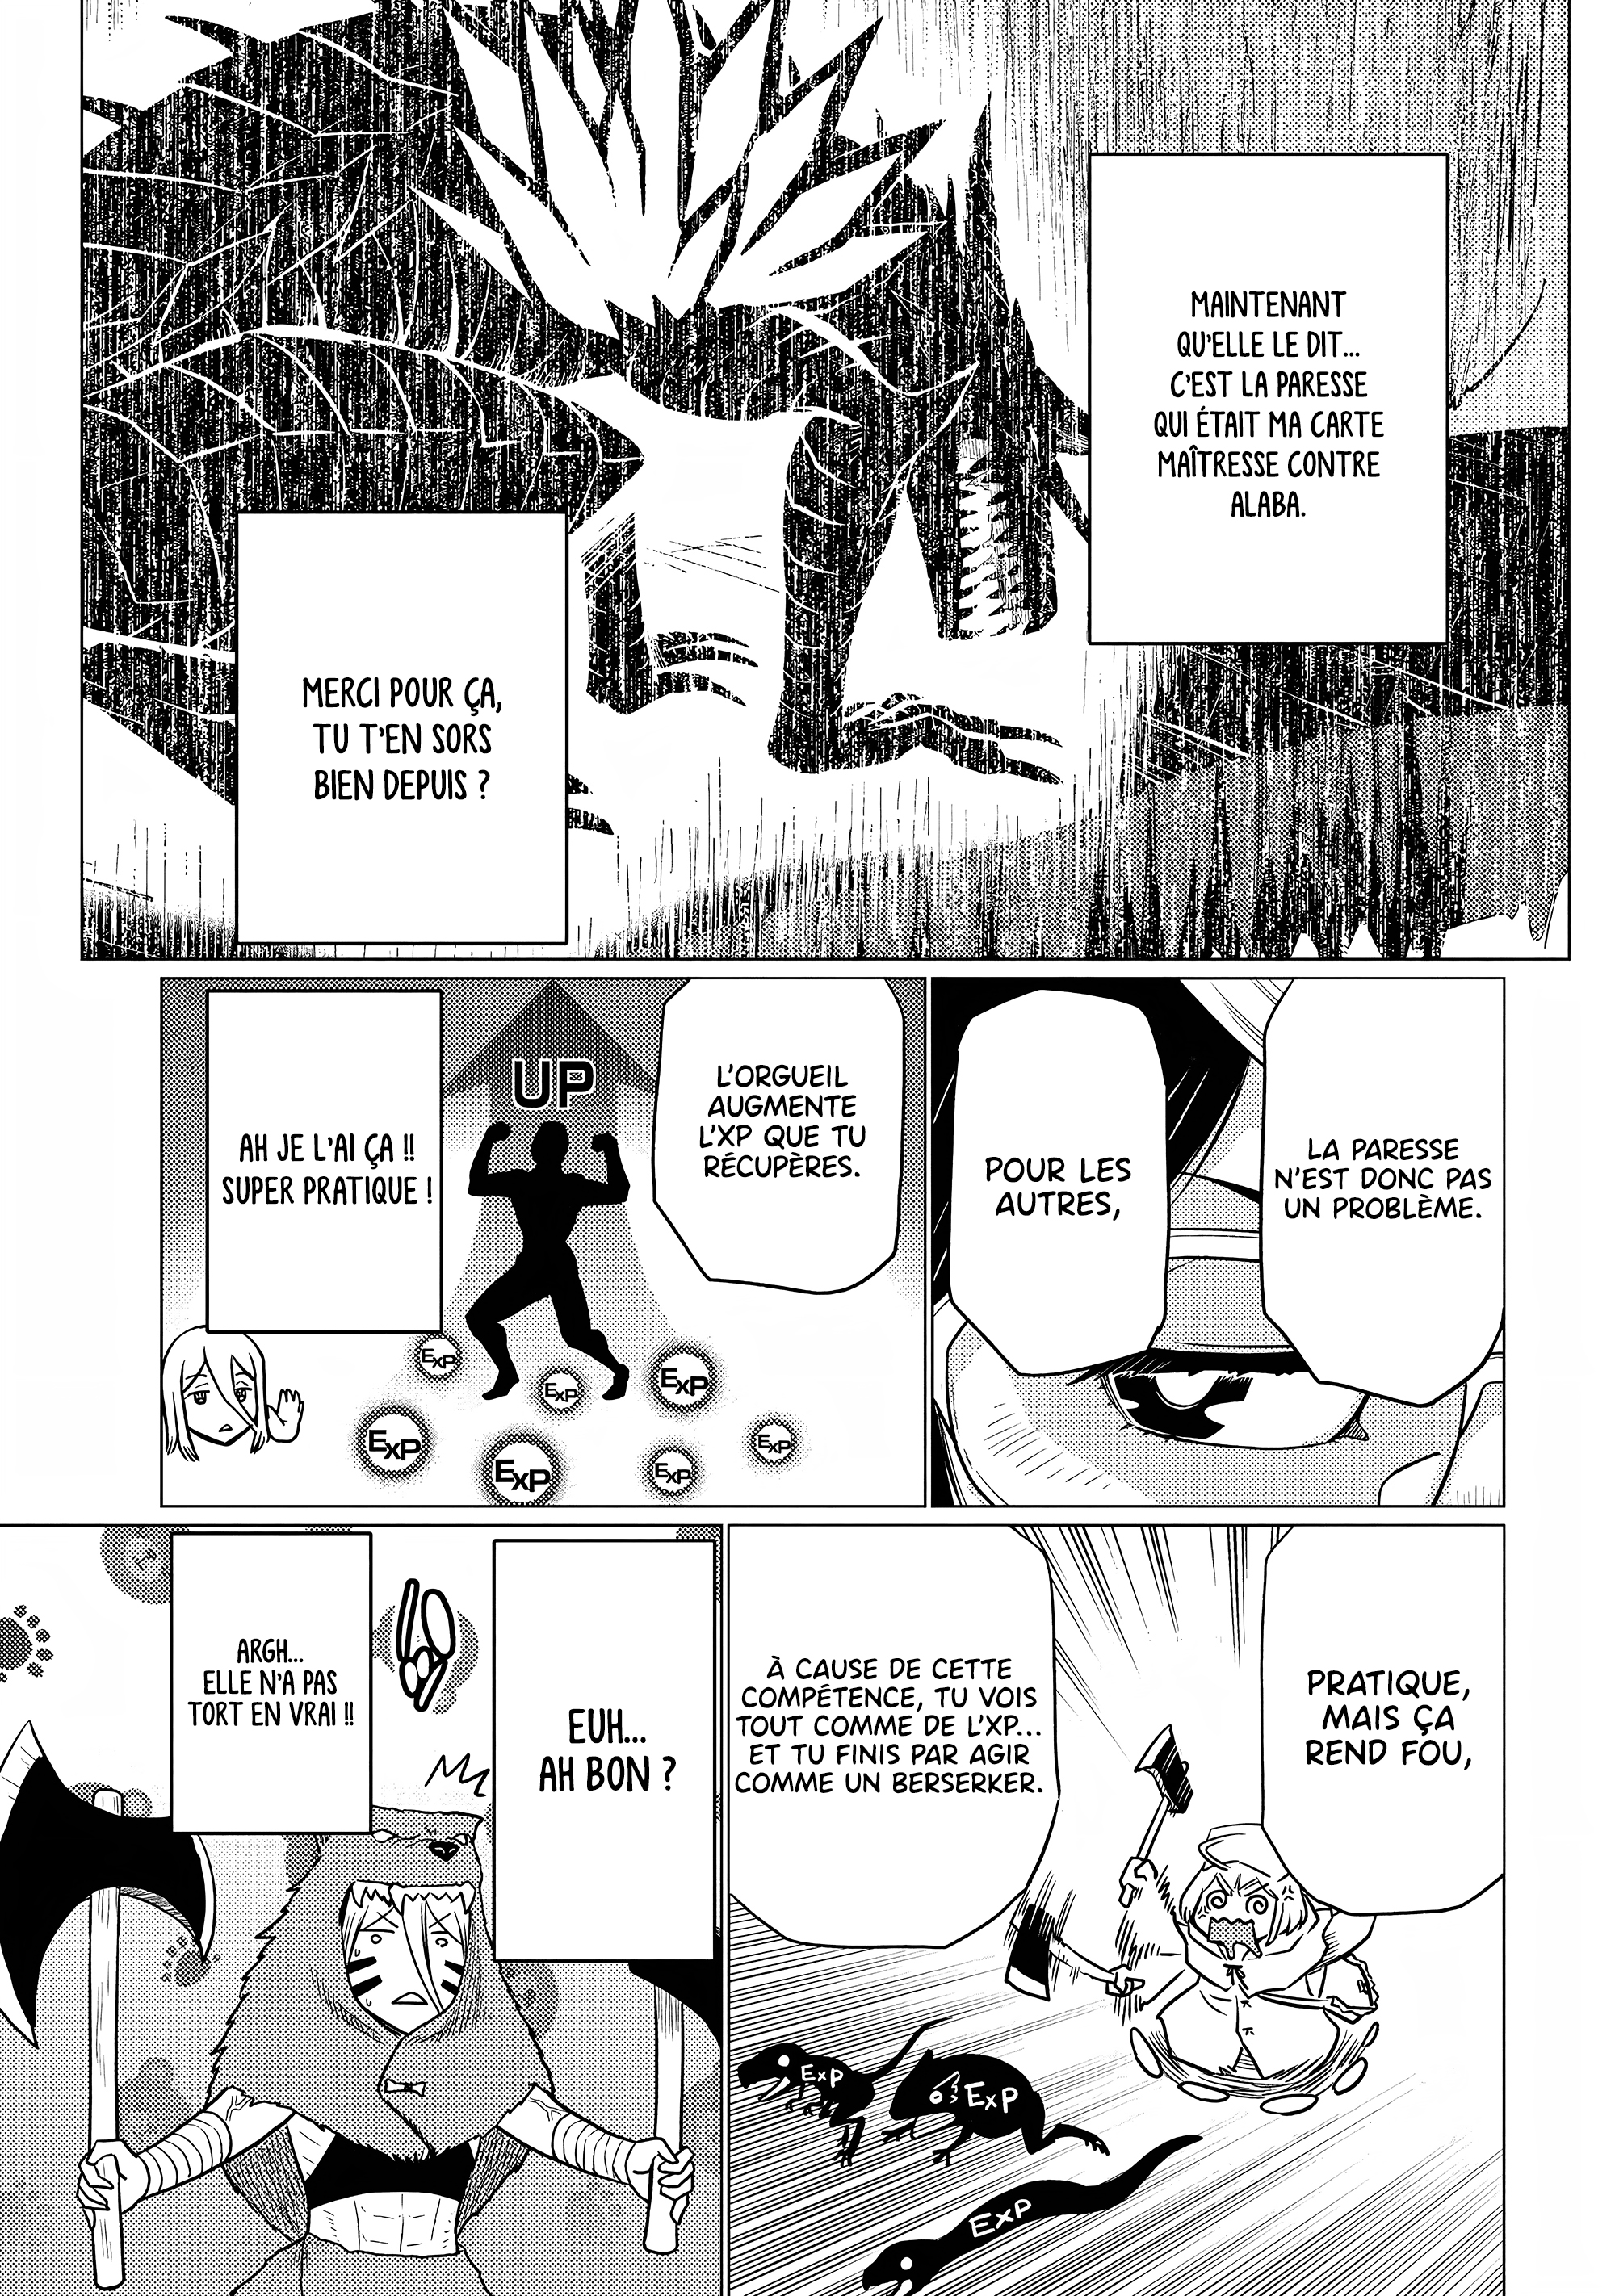 MAINTENANT
QU'ELLE LE DIT...
C'EST LA PARESSE
QUI ÉTAIT MA CARTE
MAÎTRESSE CONTRE
ALABA.
MERCI POUR ÇA,
TU T'EN SORS
BIEN DEPUIS ?
LA PARESSE
N'EST DONC PAS
UN PROBLÈME.
POUR LES
AUTRES,
L'ORGUEIL
AUGMENTE
L'XP QUE TU
RÉCUPÈRES.
UP
AH JE L'AI ÇA !!
SUPER PRATIQUE !
EXP
EXP
EXP
EXP
EXP
EXP
EXP
PRATIQUE,
MAIS ÇA
REND FOU,
À CAUSE DE CETTE
COMPÉTENCE, TU VOIS
TOUT COMME DE L'XP...
ET TU FINIS PAR AGIR
COMME UN BERSERKER.
EXP
EXP
EXP
EUH...
AH BON ?
ARGH...
ELLE N'A PAS
TORT EN VRAI !!